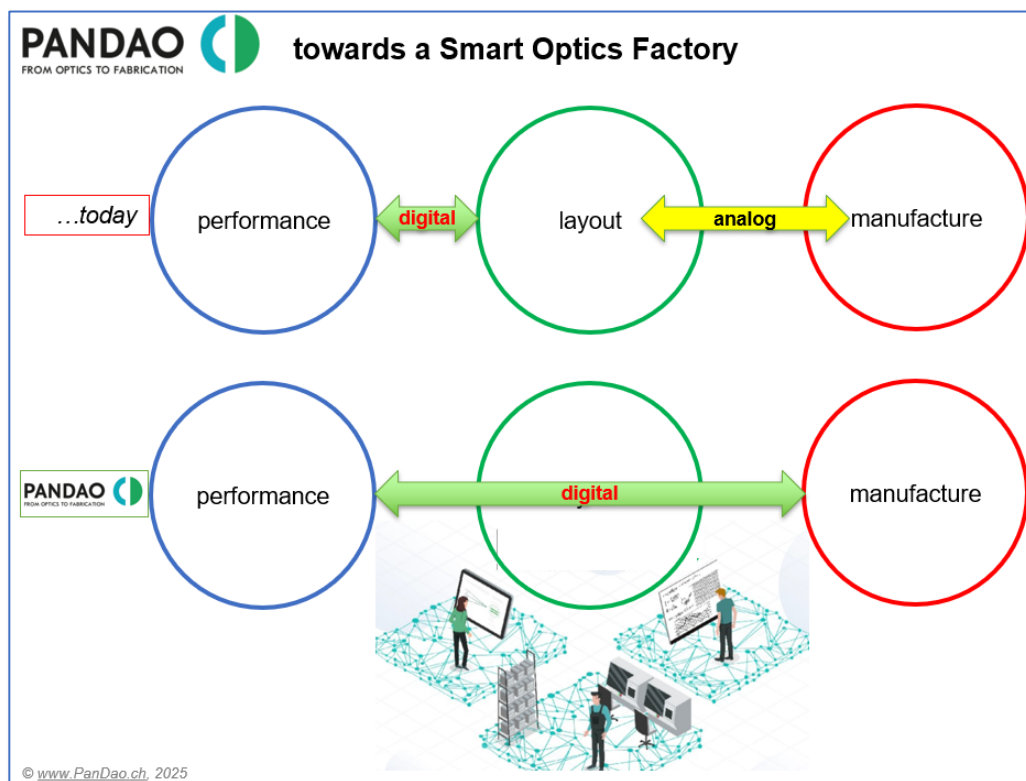 PANDAO
FROM OPTICS TO FABRICATION
towards a Smart Optics Factory
…today
performance
digital
layout
analog
manufacture
PANDAO
FROM OPTICS TO FABRICATION
performance
digital
manufacture
© www.PanDao.ch, 2025